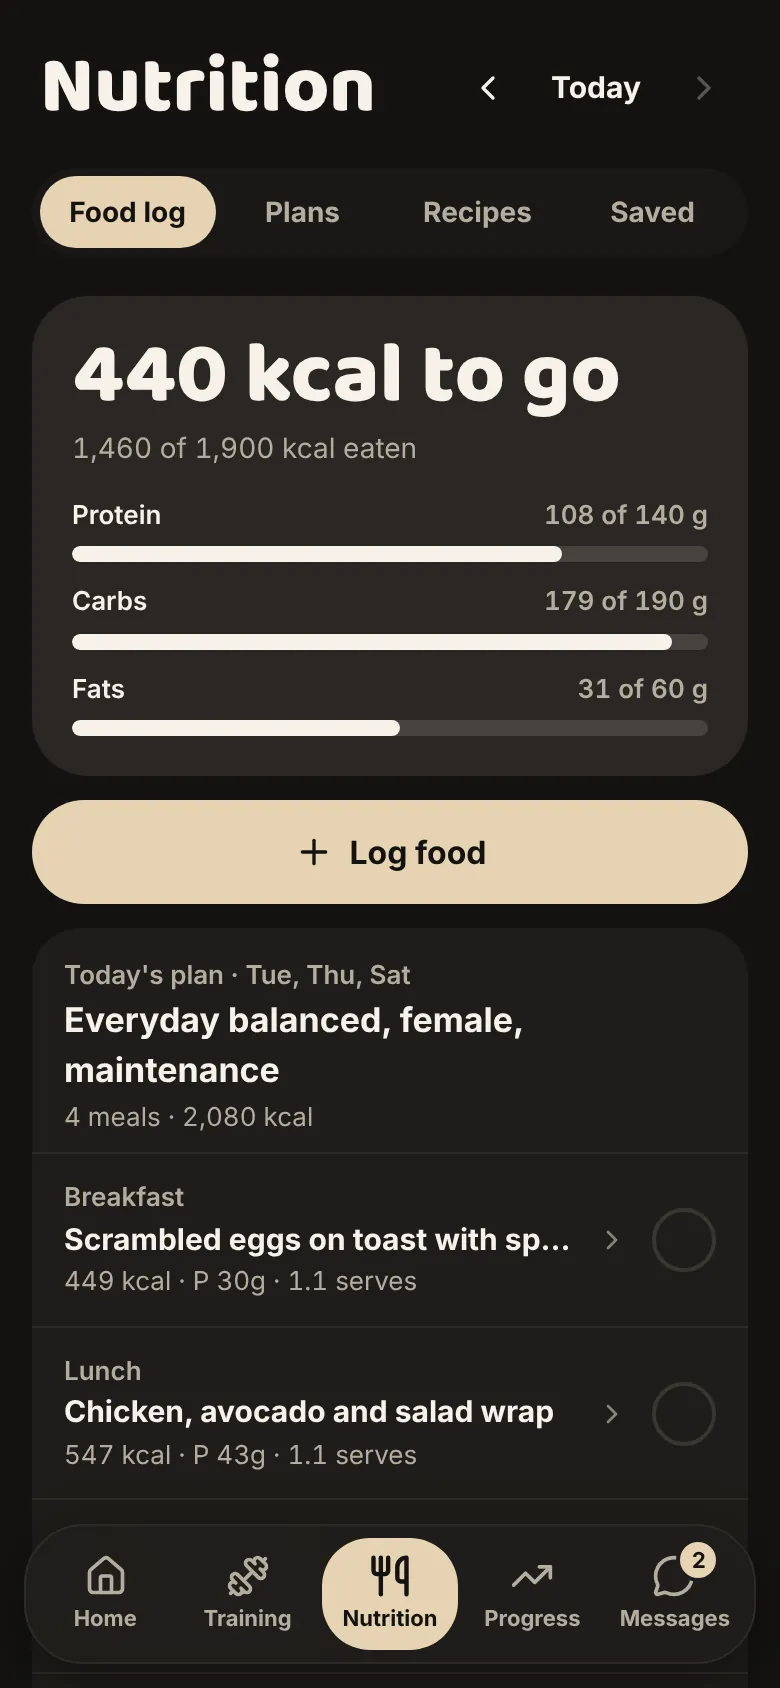 Nutrition
Today
Food log
Plans
Recipes
Saved
440 kcal to go
1,460 of 1,900 kcal eaten
Protein 108 of 140 g
Carbs 179 of 190 g
Fats 31 of 60 g
+ Log food
Today's plan · Tue, Thu, Sat
Everyday balanced, female,
maintenance
4 meals · 2,080 kcal
Breakfast
Scrambled eggs on toast with sp...
449 kcal · P 30g · 1.1 serves
Lunch
Chicken, avocado and salad wrap
547 kcal · P 43g · 1.1 serves
2
Home
Training
Nutrition
Progress
Messages